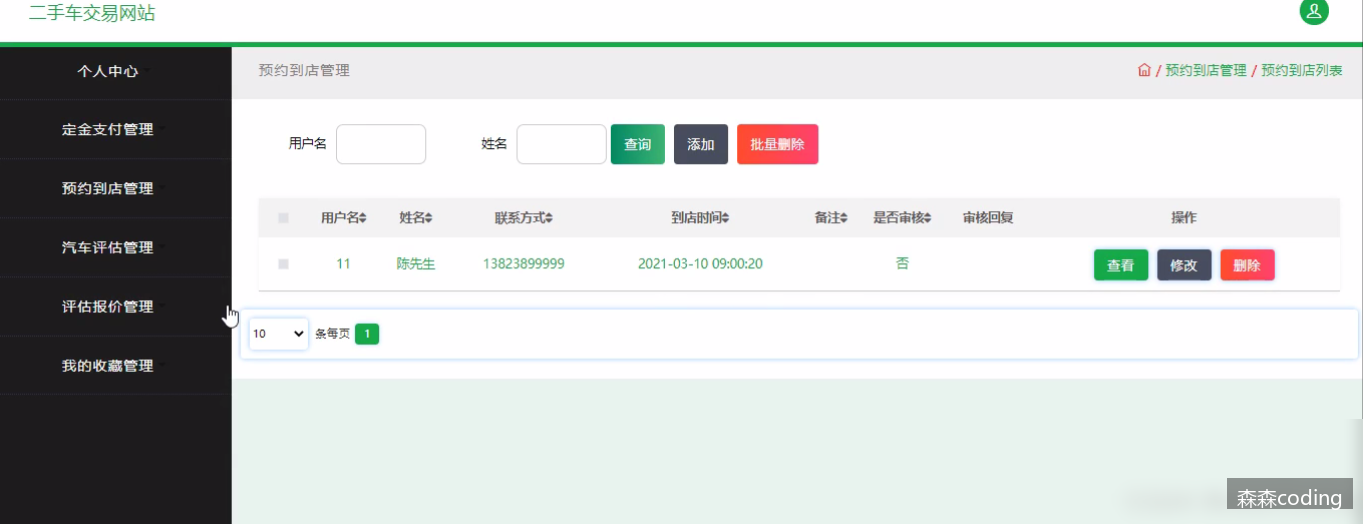 二手车交易网站
个人中心
定金支付管理
预约到店管理
汽车评估管理
评估报价管理
我的收藏管理
预约到店管理
/ 预约到店管理 / 预约到店列表
用户名 姓名 查询 添加 批量删除
用户名 姓名 联系方式 到店时间 备注 是否审核 审核回复 操作
11 陈先生 13823899999 2021-03-10 09:00:20 否 查看 修改 删除
10 条每页 1
森森coding